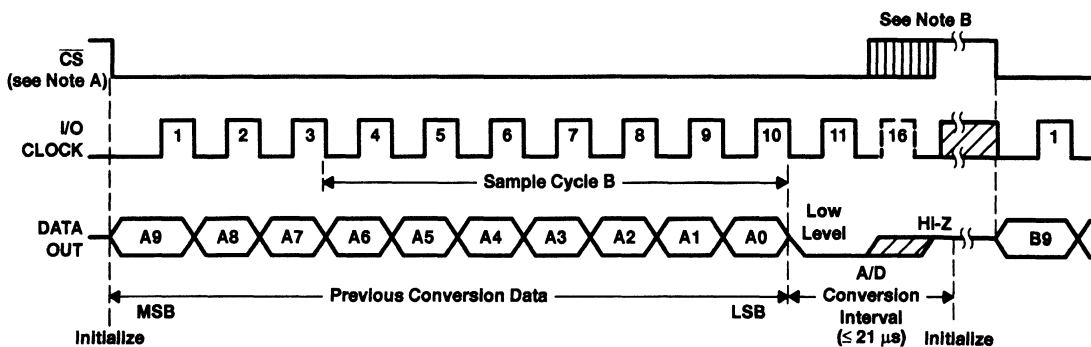 See Note B
CS
(see Note A)
I/O
CLOCK
1 2 3 4 5 6 7 8 9 10 11 16 1
Sample Cycle B
DATA
OUT
A9 A8 A7 A6 A5 A4 A3 A2 A1 A0 Low Level Hi-Z B9
Previous Conversion Data
MSB LSB
A/D
Conversion
Interval
(≤ 21 μs)
Initialize Initialize